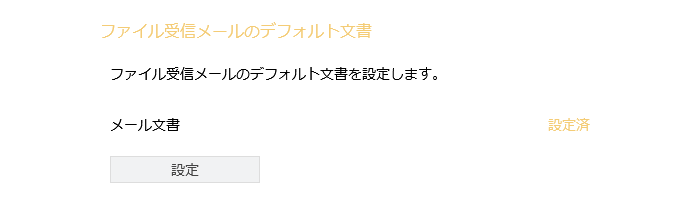 ファイル受信メールのデフォルト文書
ファイル受信メールのデフォルト文書を設定します。
メール文書 設定済
設定